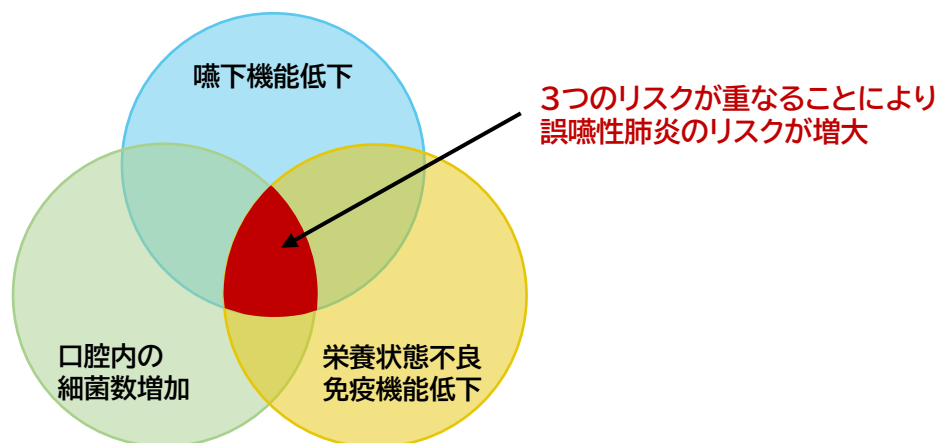 嚥下機能低下
3つのリスクが重なることにより
誤嚥性肺炎のリスクが増大
口腔内の
細菌数増加
栄養状態不良
免疫機能低下